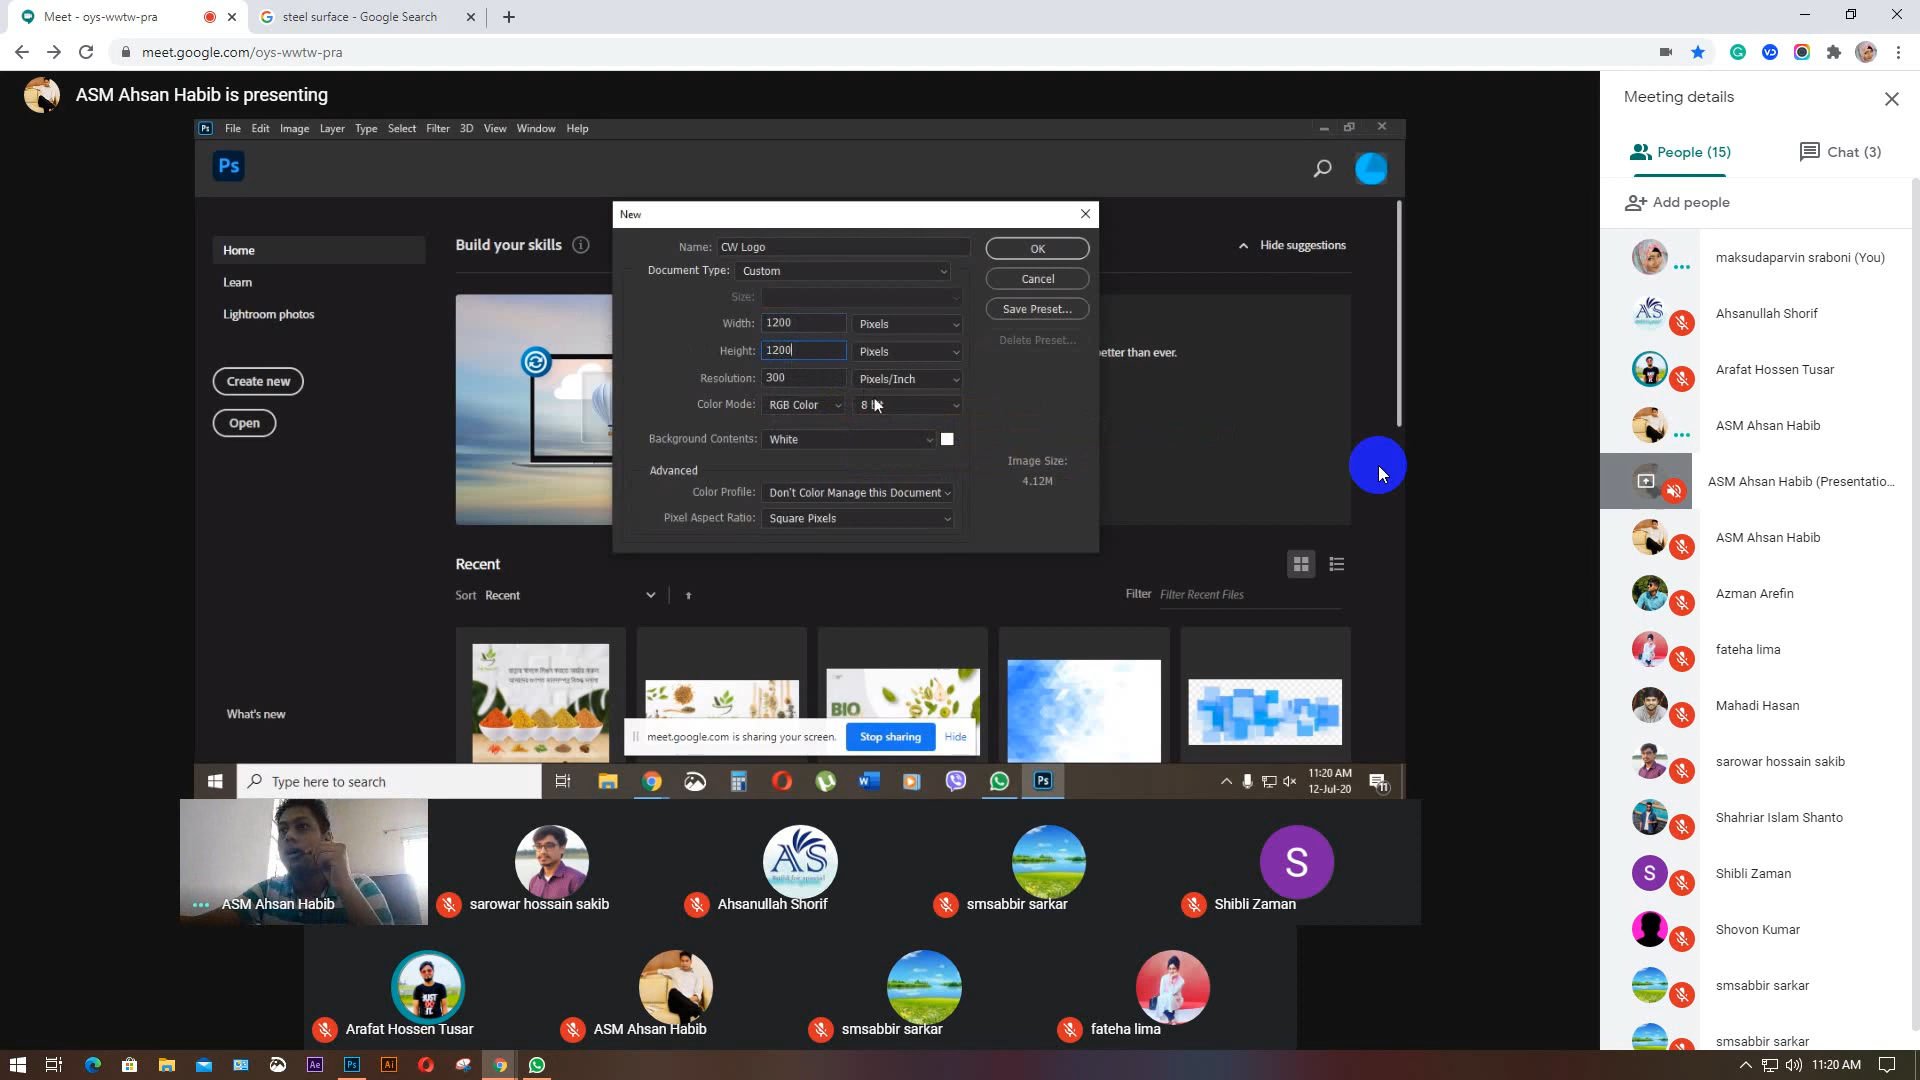 Meet - oys-wwtw-pra
steel surface - Google Search
meet.google.com/oys-wwtw-pra
ASM Ahsan Habib is presenting
Ps File Edit Image Layer Type Select Filter 3D View Window Help
Ps
Home
Learn
Lightroom photos
Create new
Open
What's new
Build your skills
Hide suggestions
etter than ever.
New
Name: CW Logo
Document Type: Custom
Size:
Width: 1200 Pixels
Height: 1200 Pixels
Resolution: 300 Pixels/Inch
Color Mode: RGB Color 8
Background Contents: White
Advanced
Color Profile: Don't Color Manage this Document
Pixel Aspect Ratio: Square Pixels
OK
Cancel
Save Preset...
Delete Preset...
Image Size:
4.12M
Recent
Sort Recent
Filter Filter Recent Files
BIO
meet.google.com is sharing your screen.
Stop sharing
Hide
Type here to search
Ps
11:20 AM
12-Jul-20
11
ASM Ahsan Habib
sarowar hossain sakib
AS
Ahsanullah Shorif
smsabbir sarkar
S
Shibli Zaman
Arafat Hossen Tusar
ASM Ahsan Habib
smsabbir sarkar
fateha lima
Meeting details
People (15)
Chat (3)
Add people
maksudaparvin sraboni (You)
Ahsanullah Shorif
Arafat Hossen Tusar
ASM Ahsan Habib
ASM Ahsan Habib (Presentatio...
ASM Ahsan Habib
Azman Arefin
fateha lima
Mahadi Hasan
sarowar hossain sakib
Shahriar Islam Shanto
S
Shibli Zaman
Shovon Kumar
smsabbir sarkar
smsabbir sarkar
Ae
Ps
Ai
11:20 AM